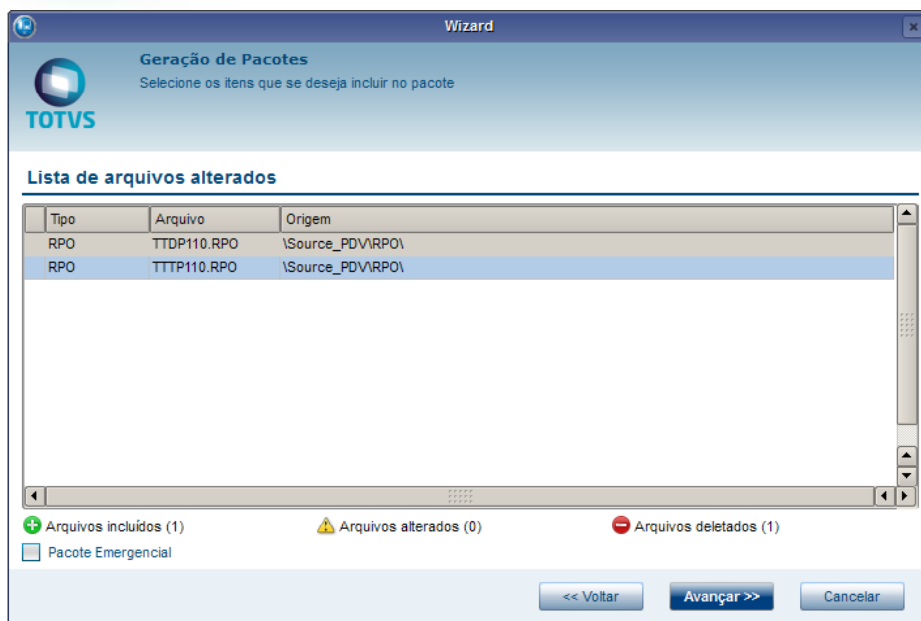 Wizard
Geração de Pacotes
Selecione os itens que se deseja incluir no pacote
TOTVS
Lista de arquivos alterados
Tipo Arquivo Origem
RPO TTDP110.RPO \Source_PDV\RPO\
RPO TTTP110.RPO \Source_PDV\RPO\
Arquivos incluídos (1) Arquivos alterados (0) Arquivos deletados (1)
Pacote Emergencial
<< Voltar Avançar >> Cancelar